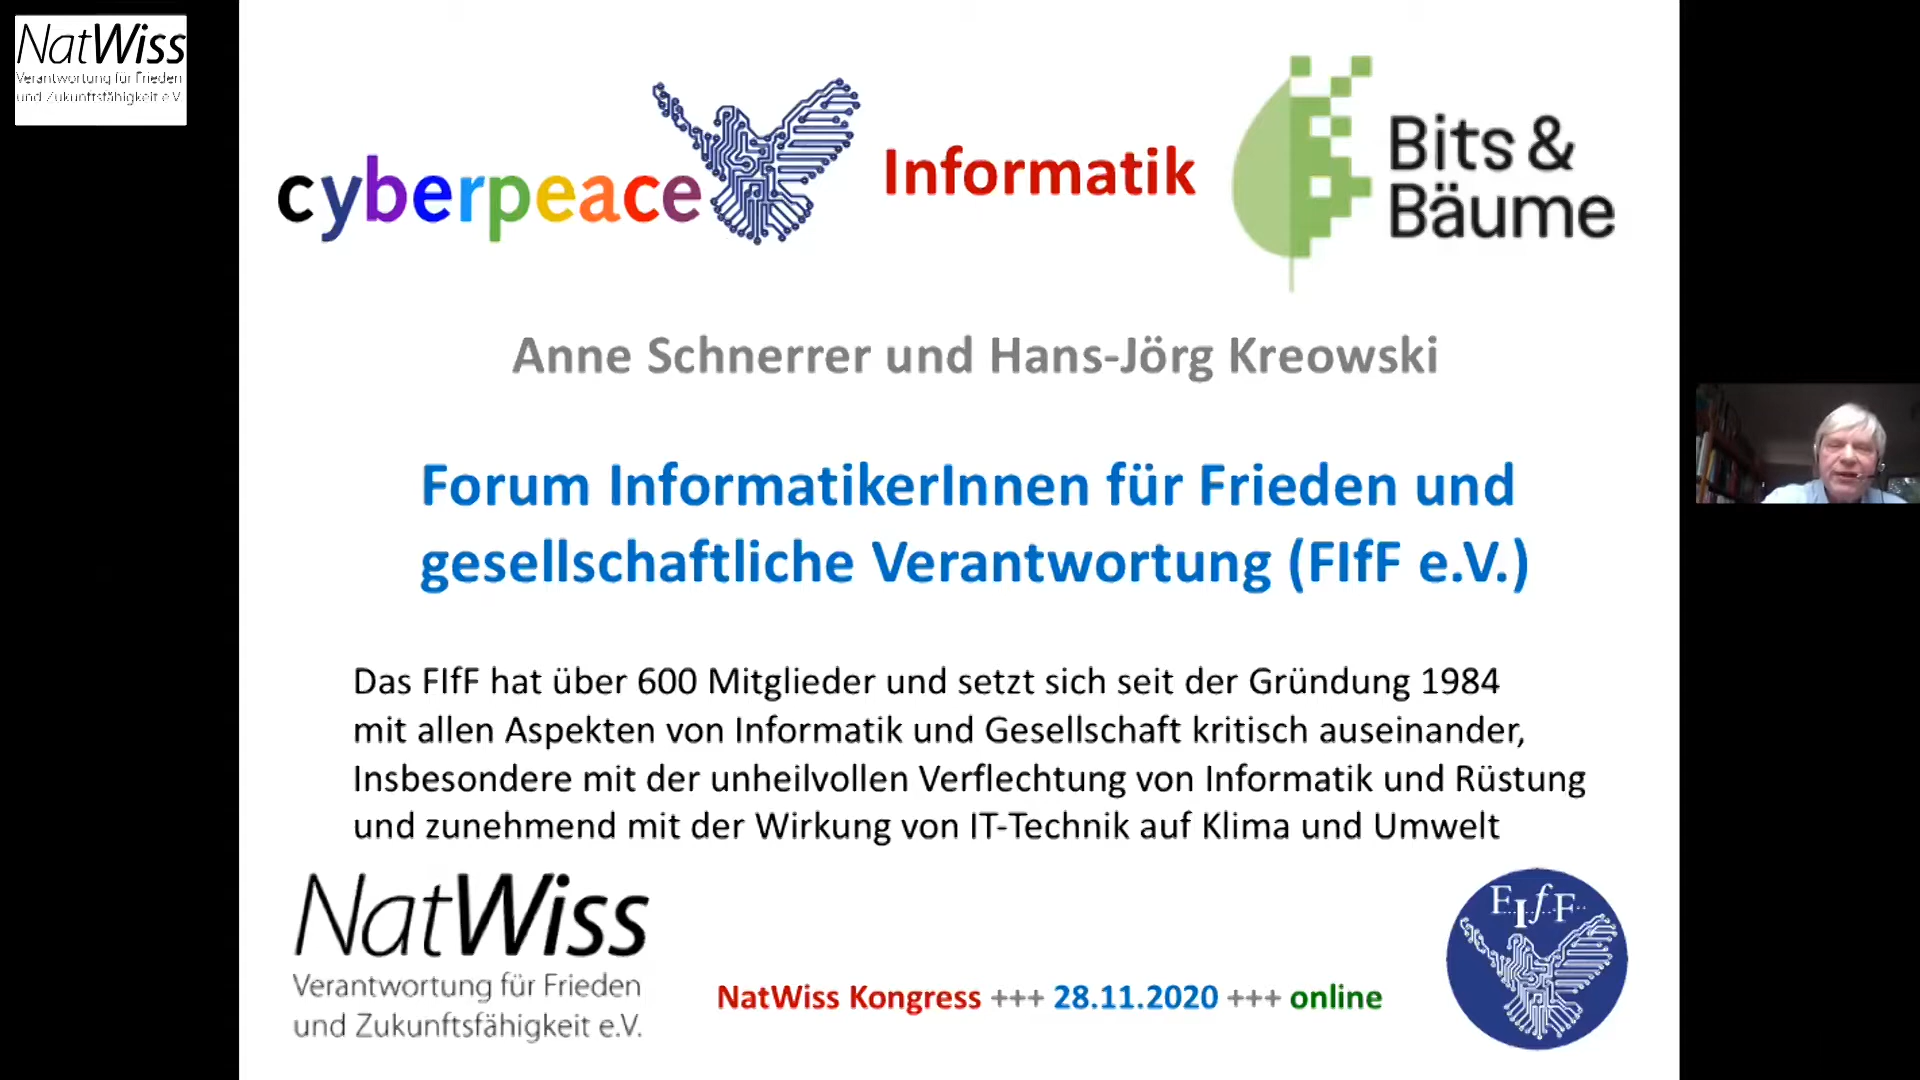 NatWiss
Verantwortung für Frieden
und Zukunftsfähigkeit e.V.
cyberpeace
Informatik
Bits &
Bäume
Anne Schnerrer und Hans-Jörg Kreowski
Forum InformatikerInnen für Frieden und
gesellschaftliche Verantwortung (FIfF e.V.)
Das FIfF hat über 600 Mitglieder und setzt sich seit der Gründung 1984
mit allen Aspekten von Informatik und Gesellschaft kritisch auseinander,
Insbesondere mit der unheilvollen Verflechtung von Informatik und Rüstung
und zunehmend mit der Wirkung von IT-Technik auf Klima und Umwelt
NatWiss
Verantwortung für Frieden
und Zukunftsfähigkeit e.V.
NatWiss Kongress +++ 28.11.2020 +++ online
FIfF